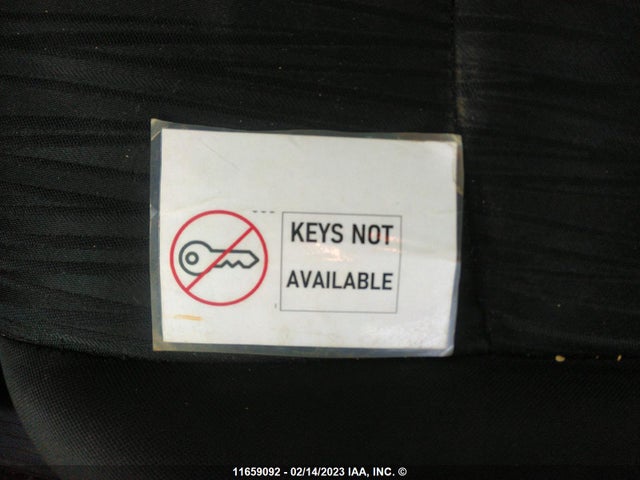 KEYS NOT
AVAILABLE
11659092 - 02/14/2023 IAA, INC. ©